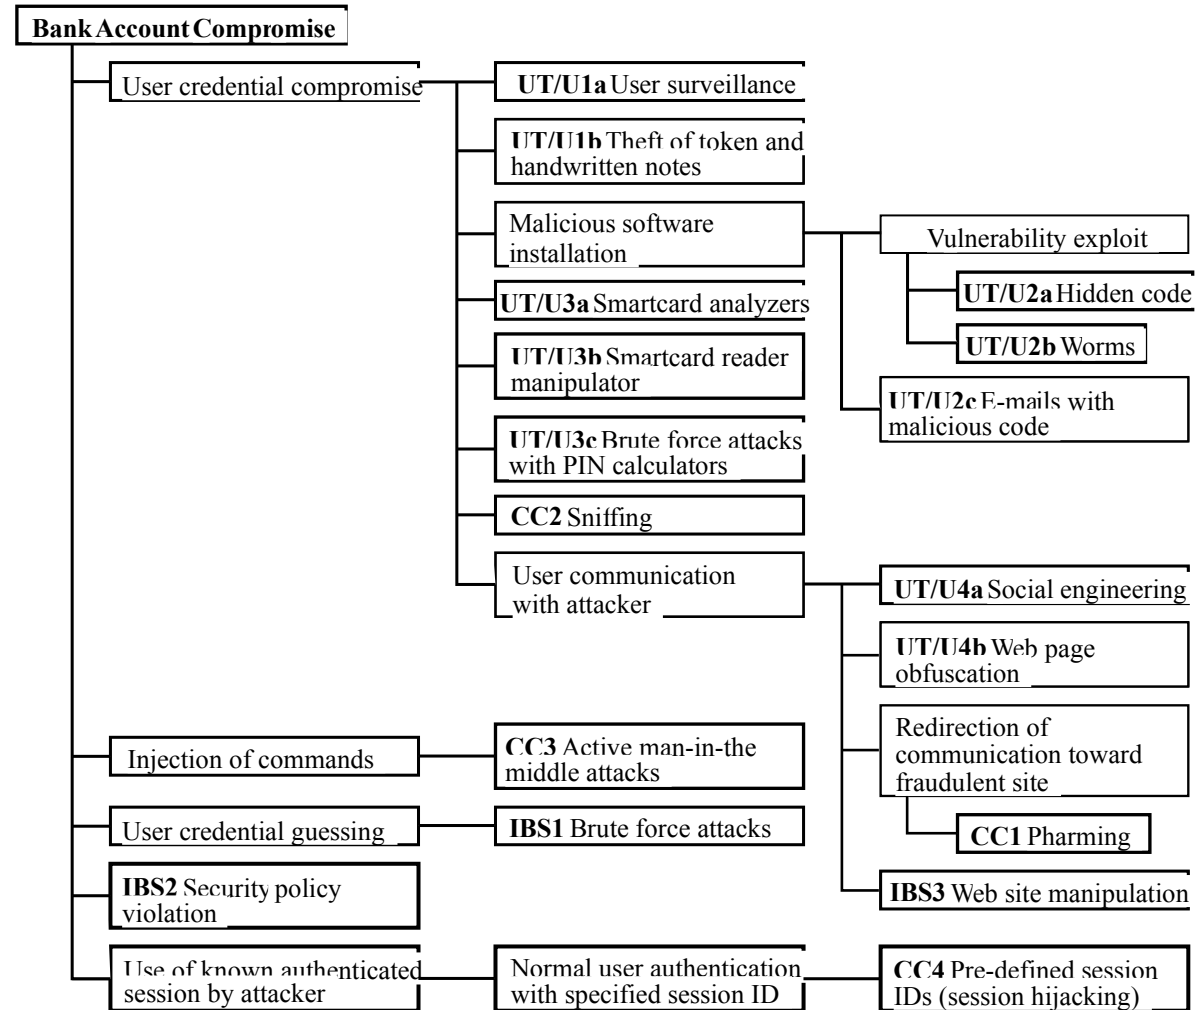 Bank Account Compromise
User credential compromise
UT/U1a User surveillance
UT/U1b Theft of token and
handwritten notes
Malicious software
installation
Vulnerability exploit
UT/U2a Hidden code
UT/U2b Worms
UT/U2c E-mails with
malicious code
UT/U3a Smartcard analyzers
UT/U3b Smartcard reader
manipulator
UT/U3c Brute force attacks
with PIN calculators
CC2 Sniffing
User communication
with attacker
UT/U4a Social engineering
UT/U4b Web page
obfuscation
Redirection of
communication toward
fraudulent site
CC1 Pharming
IBS3 Web site manipulation
Injection of commands
CC3 Active man-in-the
middle attacks
User credential guessing
IBS1 Brute force attacks
IBS2 Security policy
violation
Use of known authenticated
session by attacker
Normal user authentication
with specified session ID
CC4 Pre-defined session
IDs (session hijacking)